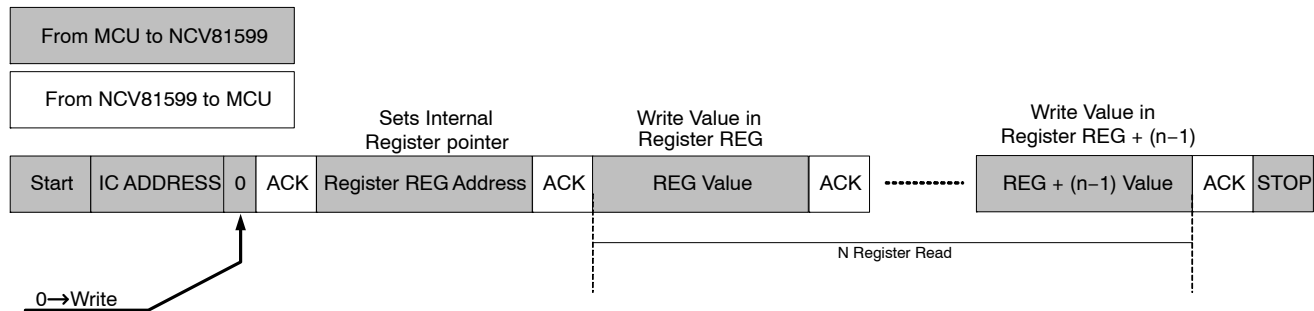 From MCU to NCV81599
From NCV81599 to MCU
Sets Internal
Register pointer
Write Value in
Register REG
Write Value in
Register REG + (n−1)
Start IC ADDRESS 0 ACK Register REG Address ACK REG Value ACK REG + (n−1) Value ACK STOP
N Register Read
0→Write